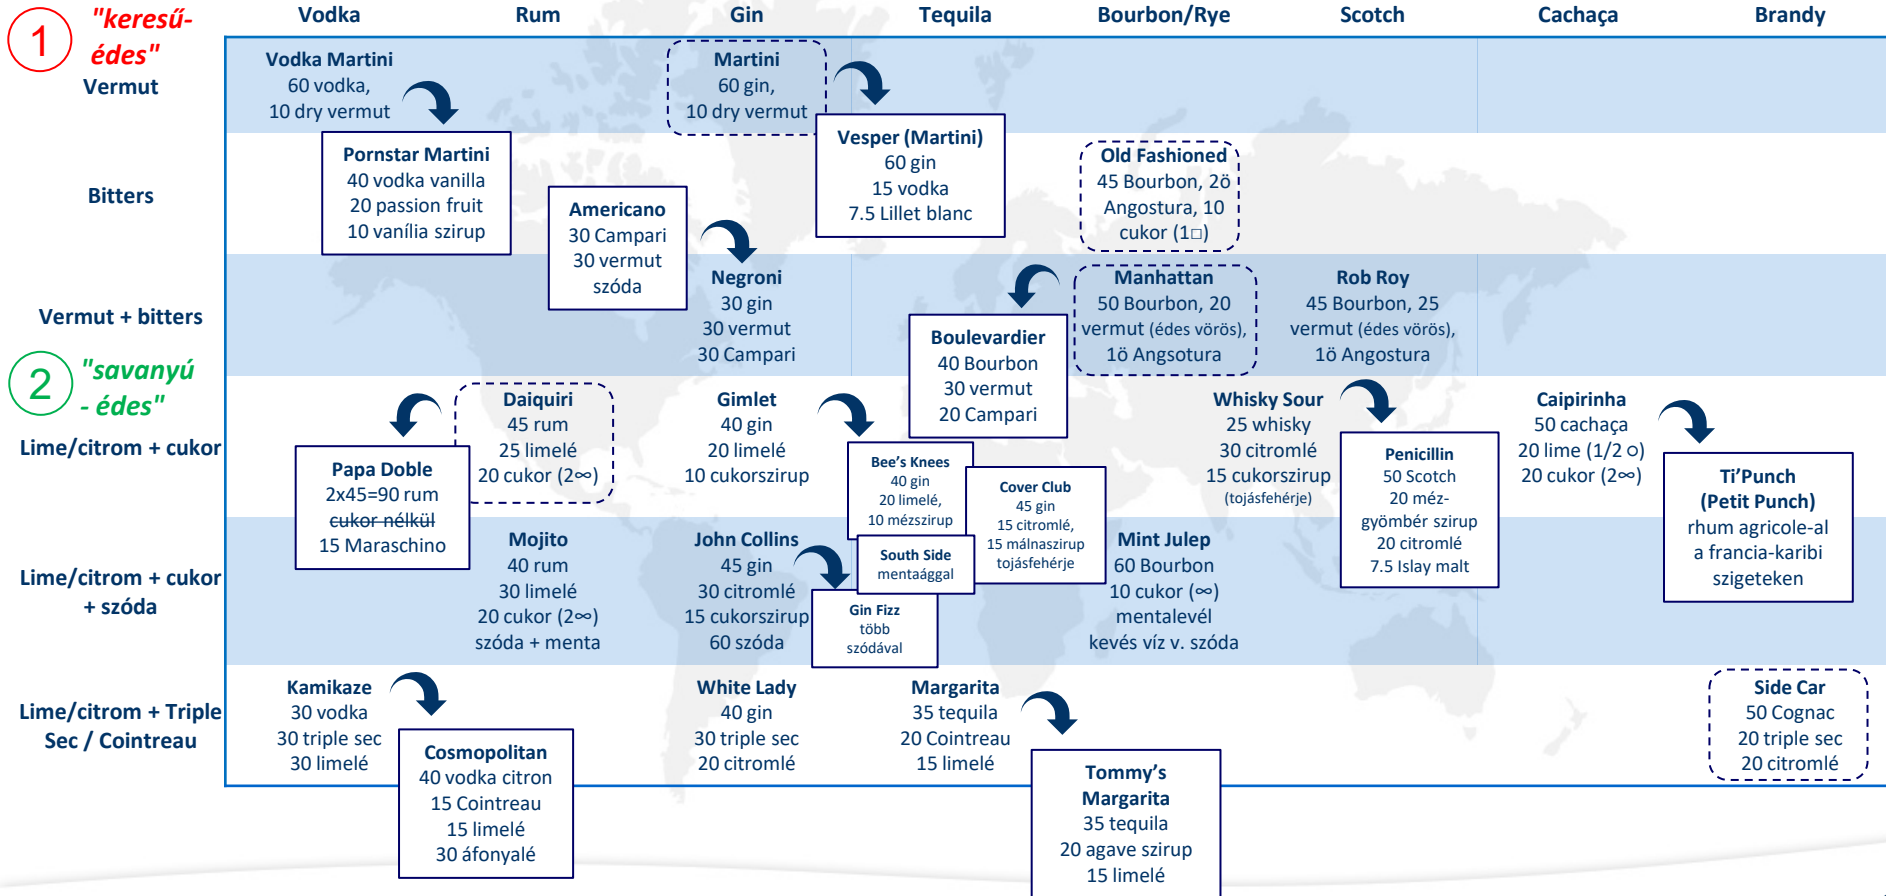 Vodka
Rum
Gin
Tequila
Bourbon/Rye
Scotch
Cachaça
Brandy
1
"keserű-
édes"
Vermut
Vodka Martini
60 vodka,
10 dry vermut
Martini
60 gin,
10 dry vermut
Pornstar Martini
40 vodka vanilla
20 passion fruit
10 vanília szirup
Vesper (Martini)
60 gin
15 vodka
7.5 Lillet blanc
Bitters
Old Fashioned
45 Bourbon, 2ö
Angostura, 10
cukor (1□)
Americano
30 Campari
30 vermut
szóda
Vermut + bitters
Negroni
30 gin
30 vermut
30 Campari
Boulevardier
40 Bourbon
30 vermut
20 Campari
Manhattan
50 Bourbon, 20
vermut (édes vörös),
1ö Angsotura
Rob Roy
45 Bourbon, 25
vermut (édes vörös),
1ö Angostura
2
"savanyú
- édes"
Lime/citrom + cukor
Papa Doble
2x45=90 rum
cukor nélkül
15 Maraschino
Daiquiri
45 rum
25 limelé
20 cukor (2∞)
Gimlet
40 gin
20 limelé
10 cukorszirup
Bee's Knees
40 gin
20 limelé,
10 mézszirup
Cover Club
45 gin
15 citromlé,
15 málnaszirup
tojásfehérje
South Side
mentaággal
Whisky Sour
25 whisky
30 citromlé
15 cukorszirup
(tojásfehérje)
Penicillin
50 Scotch
20 méz-
gyömbér szirup
20 citromlé
7.5 Islay malt
Caipirinha
50 cachaça
20 lime (1/2 ○)
20 cukor (2∞)
Ti'Punch
(Petit Punch)
rhum agricole-al
a francia-karibi
szigeteken
Lime/citrom + cukor
+ szóda
Mojito
40 rum
30 limelé
20 cukor (2∞)
szóda + menta
John Collins
45 gin
30 citromlé
15 cukorszirup
60 szóda
Gin Fizz
több
szódával
Mint Julep
60 Bourbon
10 cukor (∞)
mentalevél
kevés víz v. szóda
Lime/citrom + Triple
Sec / Cointreau
Kamikaze
30 vodka
30 triple sec
30 limelé
Cosmopolitan
40 vodka citron
15 Cointreau
15 limelé
30 áfonyalé
White Lady
40 gin
30 triple sec
20 citromlé
Margarita
35 tequila
20 Cointreau
15 limelé
Tommy's
Margarita
35 tequila
20 agave szirup
15 limelé
Side Car
50 Cognac
20 triple sec
20 citromlé